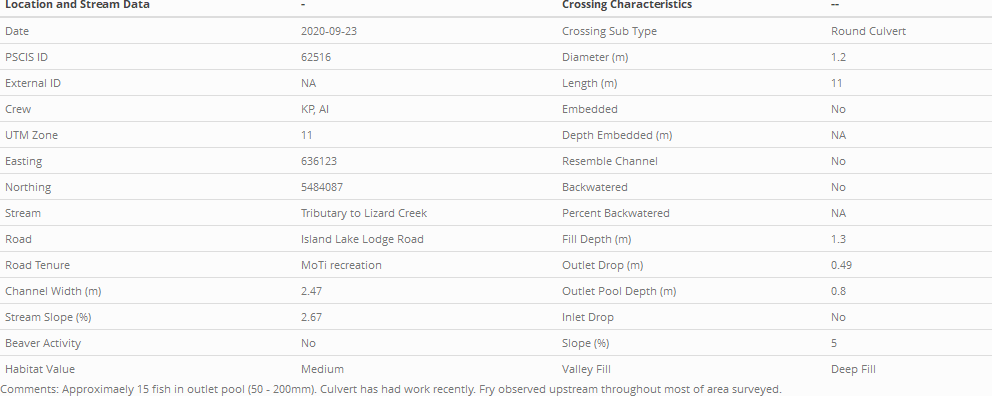 Location and Stream Data - Crossing Characteristics --
Date 2020-09-23 Crossing Sub Type Round Culvert
PSCIS ID 62516 Diameter (m) 1.2
External ID NA Length (m) 11
Crew KP, AI Embedded No
UTM Zone 11 Depth Embedded (m) NA
Easting 636123 Resemble Channel No
Northing 5484087 Backwatered No
Stream Tributary to Lizard Creek Percent Backwatered NA
Road Island Lake Lodge Road Fill Depth (m) 1.3
Road Tenure MoTi recreation Outlet Drop (m) 0.49
Channel Width (m) 2.47 Outlet Pool Depth (m) 0.8
Stream Slope (%) 2.67 Inlet Drop No
Beaver Activity No Slope (%) 5
Habitat Value Medium Valley Fill Deep Fill
Comments: Approximaely 15 fish in outlet pool (50 - 200mm). Culvert has had work recently. Fry observed upstream throughout most of area surveyed.